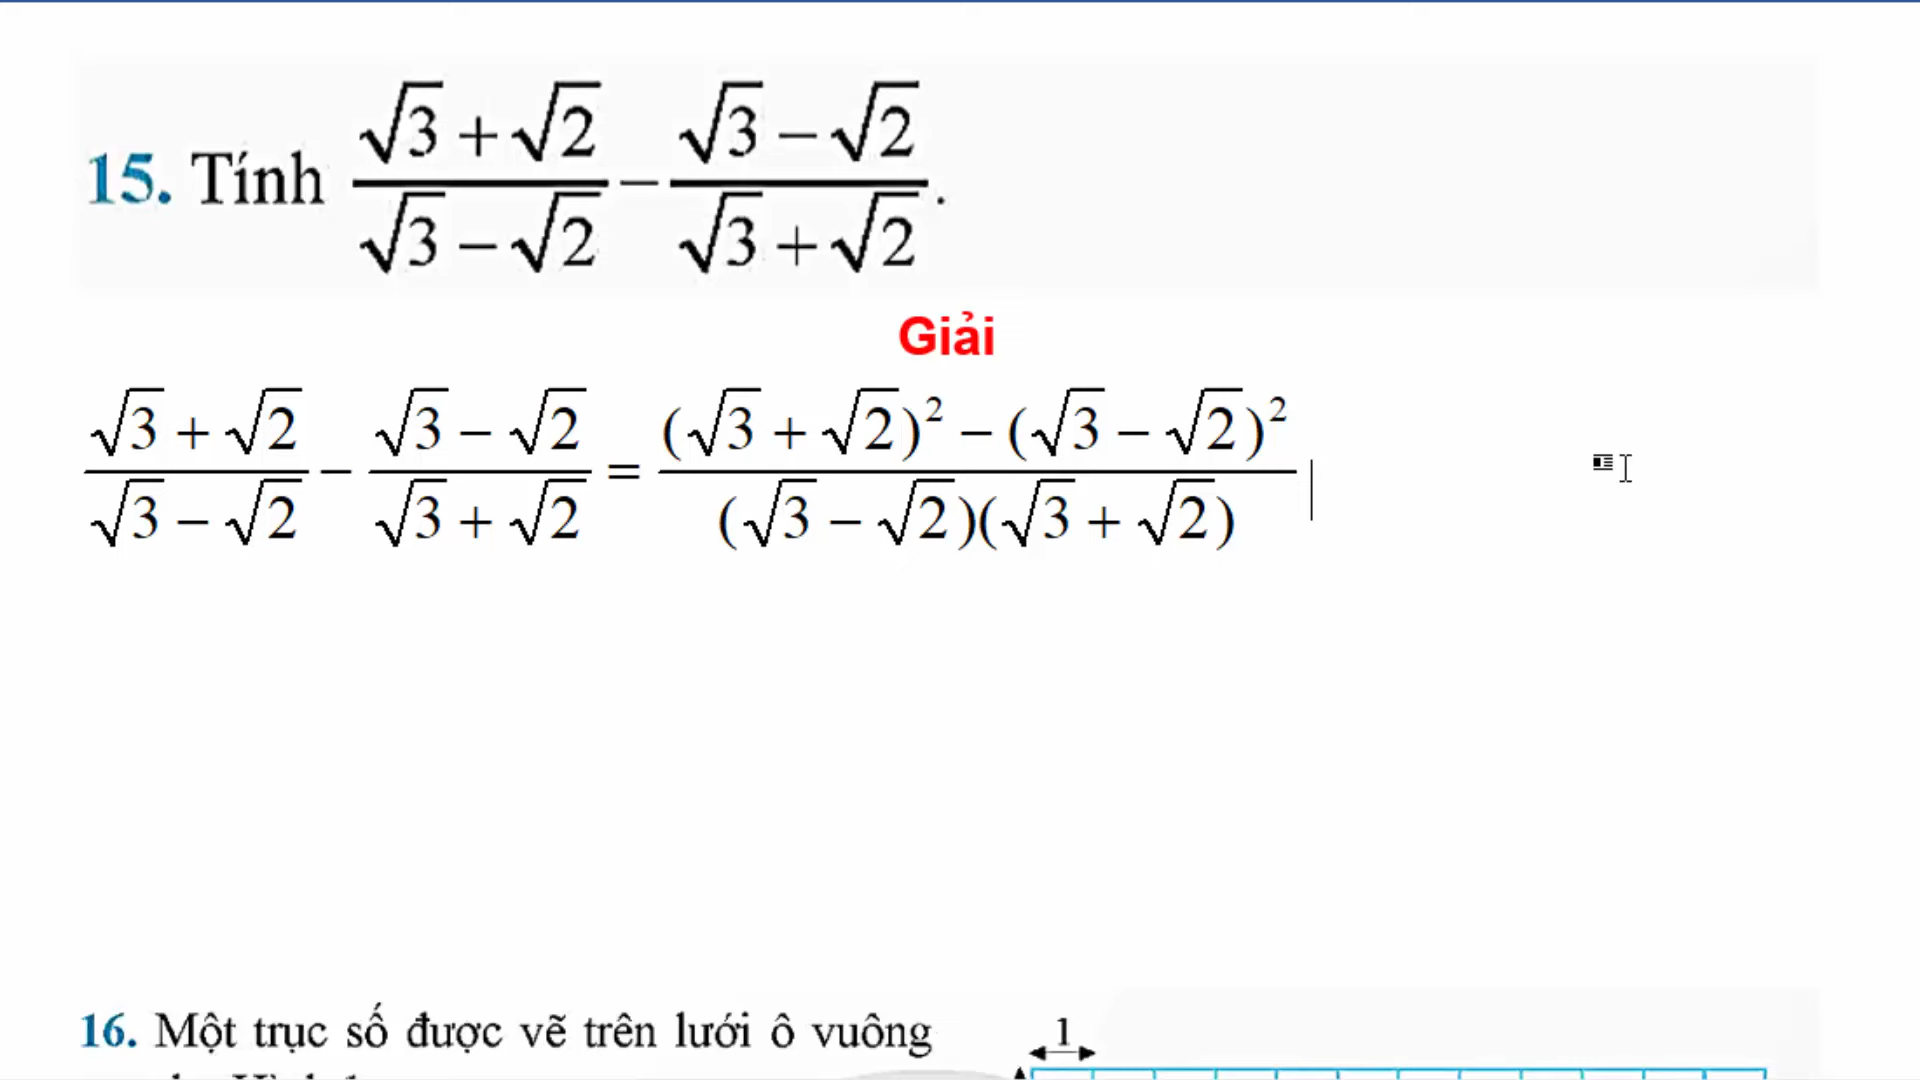 15. Tính \frac{\sqrt{3}+\sqrt{2}}{\sqrt{3}-\sqrt{2}} - \frac{\sqrt{3}-\sqrt{2}}{\sqrt{3}+\sqrt{2}}.
Giải
\frac{\sqrt{3}+\sqrt{2}}{\sqrt{3}-\sqrt{2}} - \frac{\sqrt{3}-\sqrt{2}}{\sqrt{3}+\sqrt{2}} = \frac{(\sqrt{3}+\sqrt{2})^2-(\sqrt{3}-\sqrt{2})^2}{(\sqrt{3}-\sqrt{2})(\sqrt{3}+\sqrt{2})}
16. Một trục số được vẽ trên lưới ô vuông
1